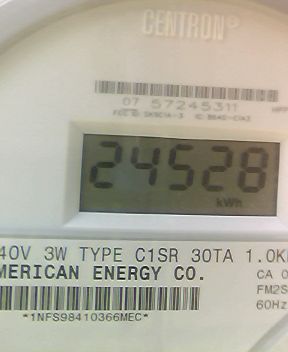 CENTRON®
07 57245311
24528
kWh
40V 3W TYPE C1SR 30TA 1.0K
MERICAN ENERGY CO.
CA 0
FM2S
60Hz
*1NFS98410366MEC*